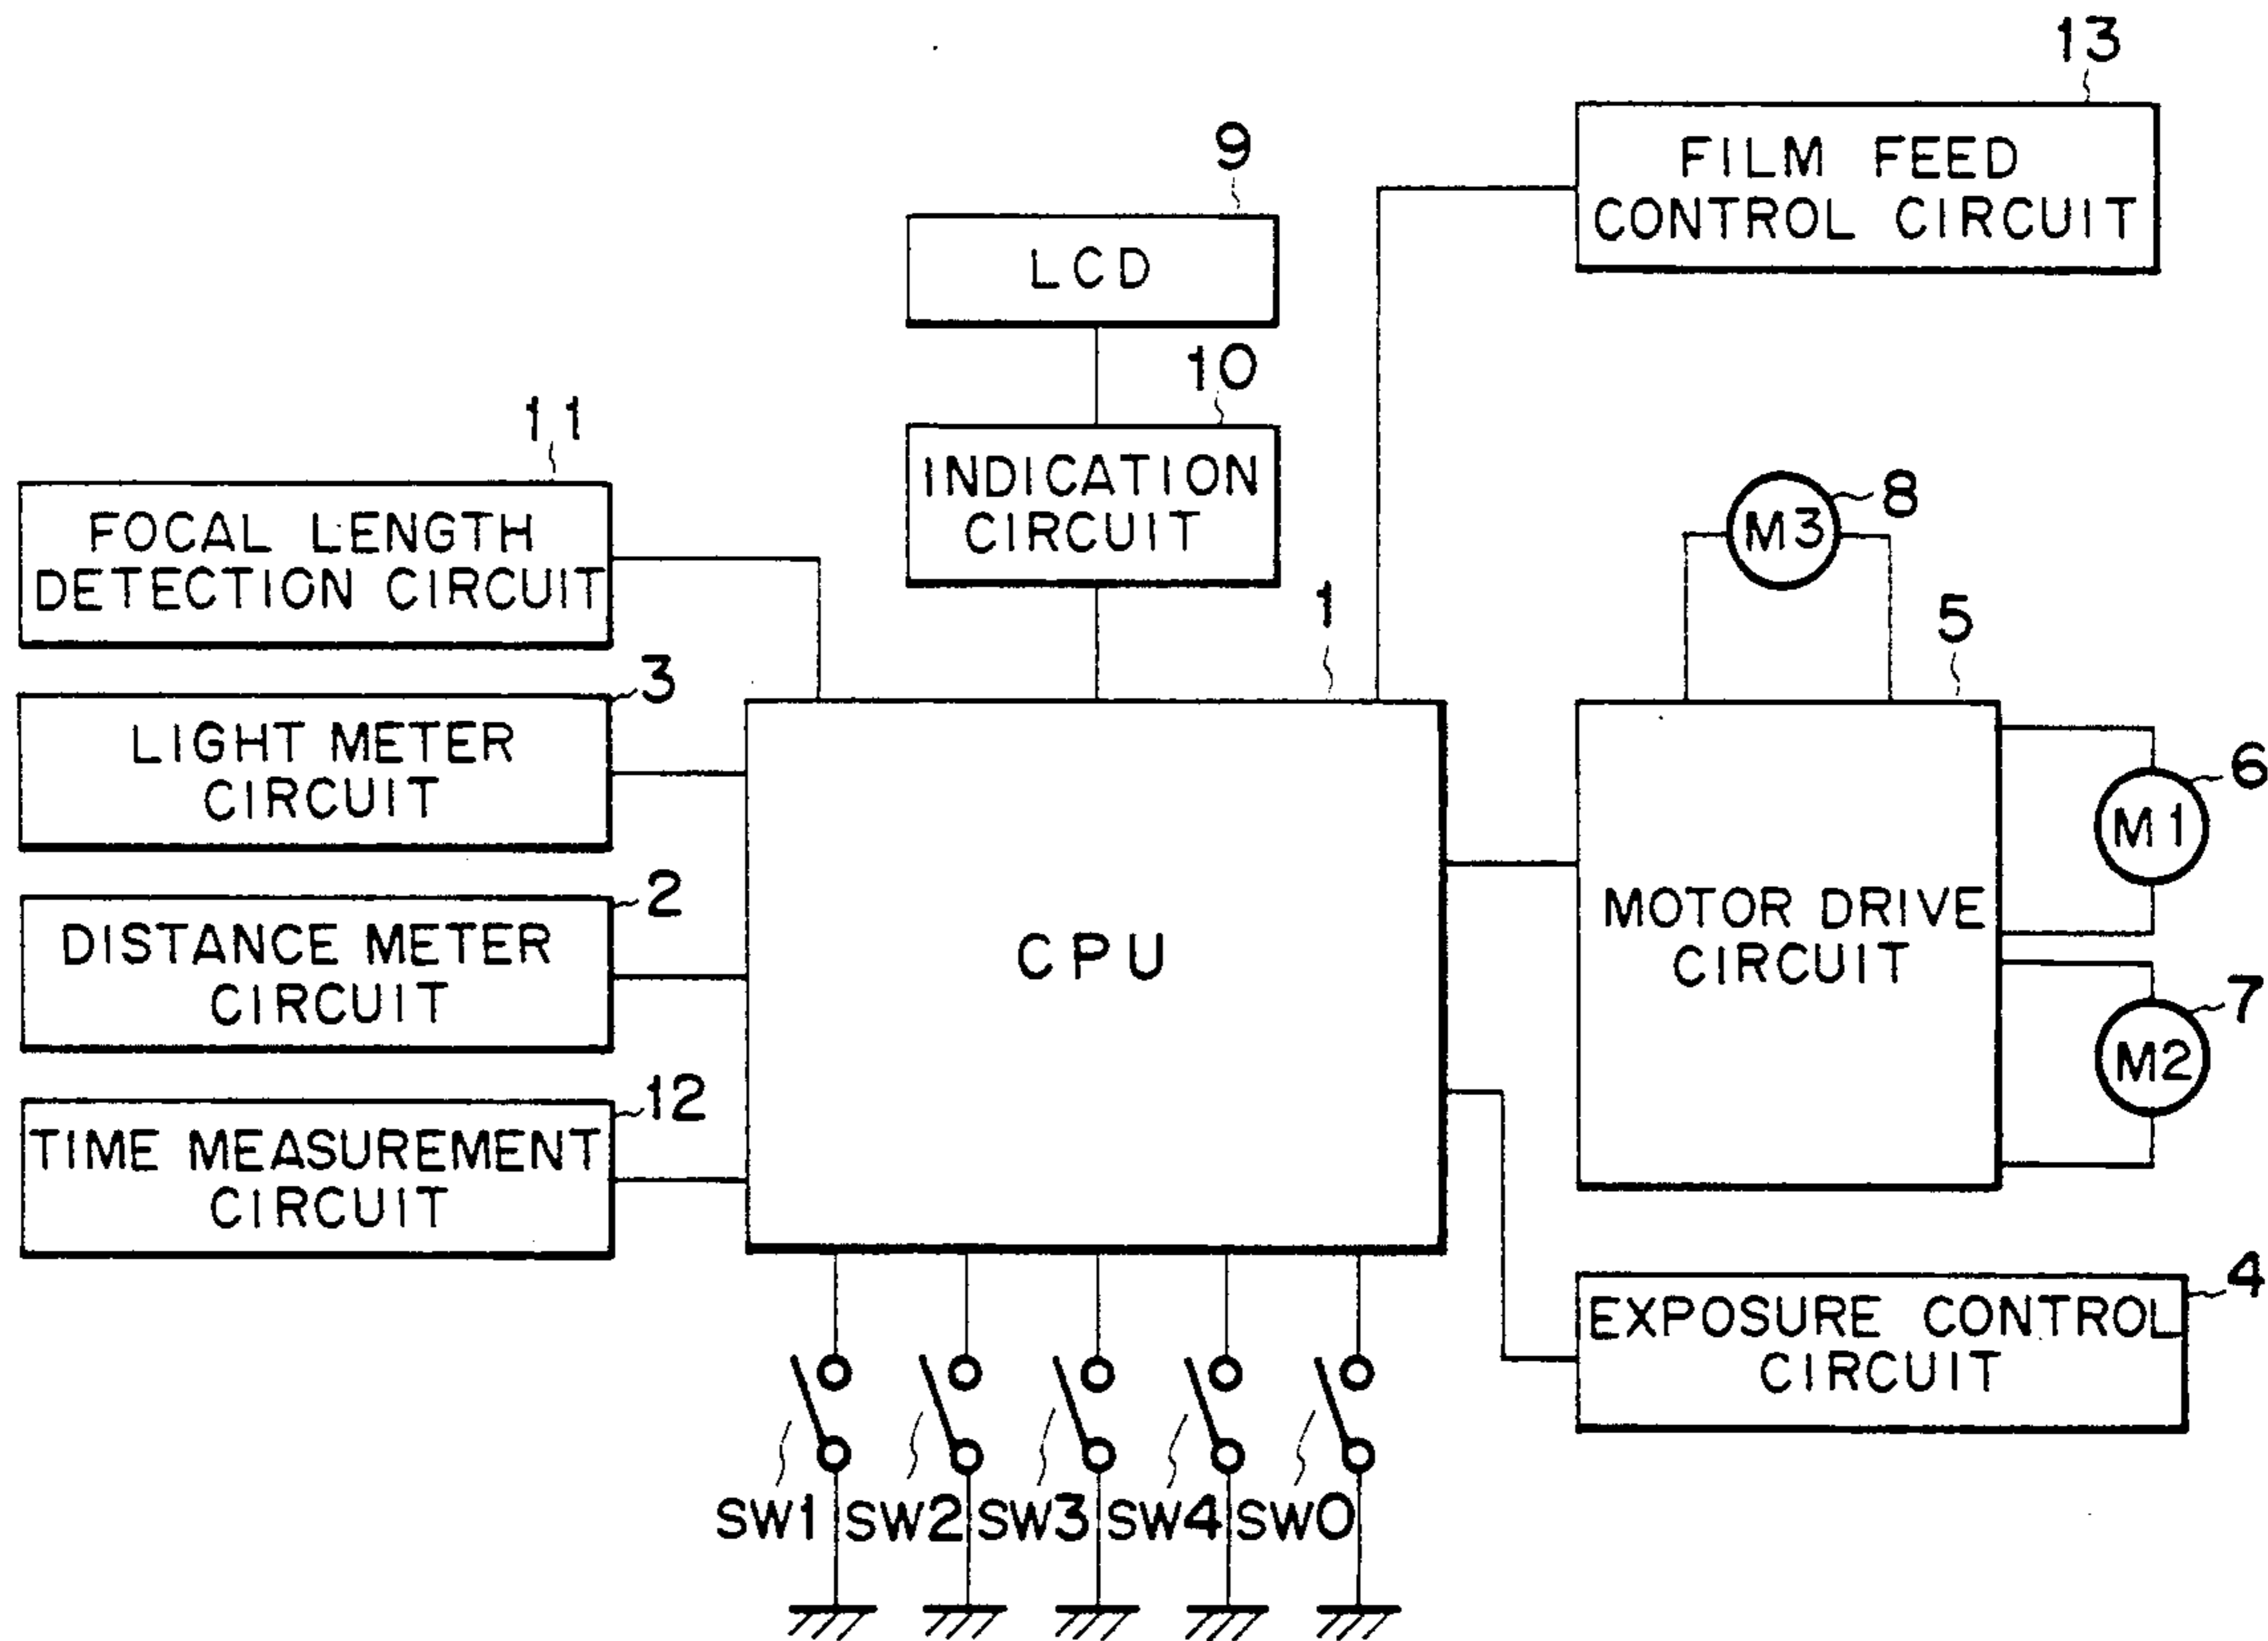 13
FILM FEED
CONTROL CIRCUIT
9
LCD
10
INDICATION
CIRCUIT
11
FOCAL LENGTH
DETECTION CIRCUIT
8
M3
1
5
3
LIGHT METER
CIRCUIT
6
M1
2
DISTANCE METER
CIRCUIT
CPU
MOTOR DRIVE
CIRCUIT
7
M2
12
TIME MEASUREMENT
CIRCUIT
4
EXPOSURE CONTROL
CIRCUIT
SW1 SW2 SW3 SW4 SW0